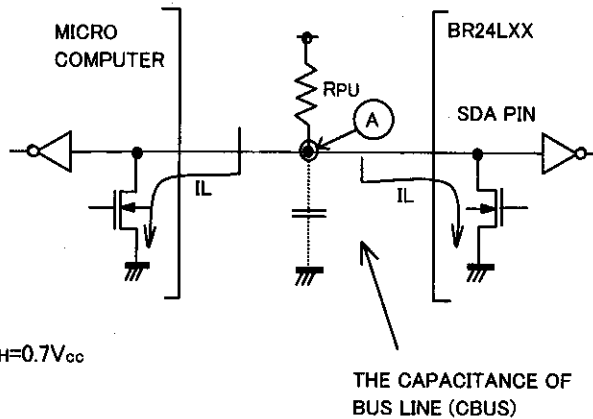 MICRO
COMPUTER
BR24LXX
RPU
A
SDA PIN
IL
IL
H=0.7Vcc
THE CAPACITANCE OF
BUS LINE (CBUS)